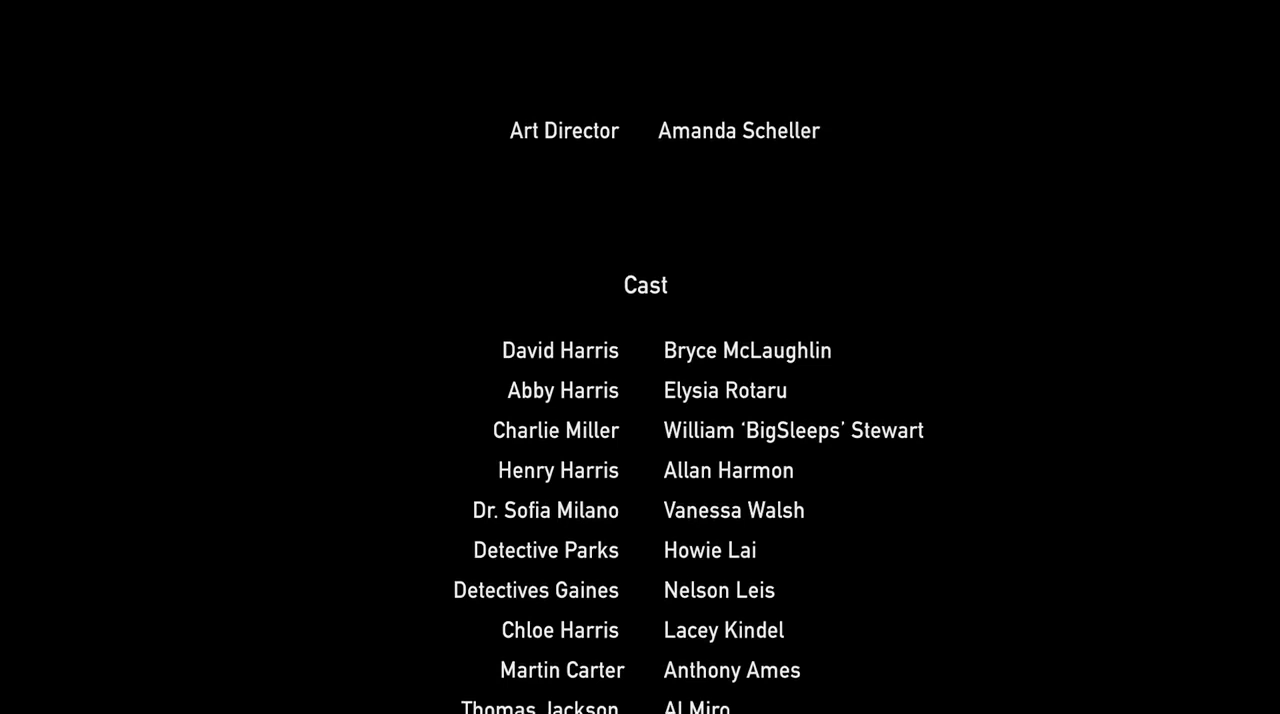 Art Director Amanda Scheller
Cast
David Harris Bryce McLaughlin
Abby Harris Elysia Rotaru
Charlie Miller William ‘BigSleeps’ Stewart
Henry Harris Allan Harmon
Dr. Sofia Milano Vanessa Walsh
Detective Parks Howie Lai
Detectives Gaines Nelson Leis
Chloe Harris Lacey Kindel
Martin Carter Anthony Ames
Thomas Jackson Al Miro